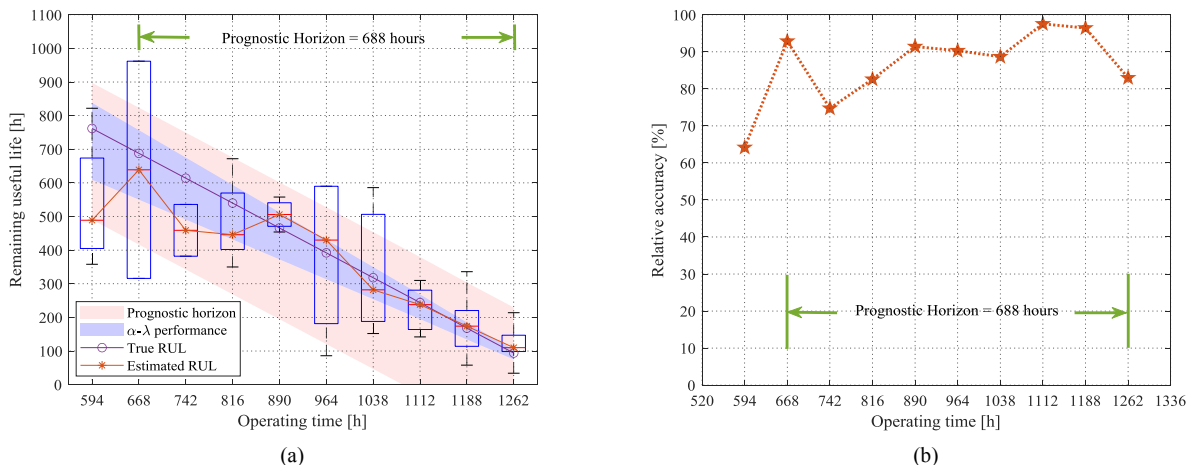 Prognostic Horizon = 688 hours
1100
1000
900
800
700
600
500
400
300
200
100
0
Remaining useful life [h]
Prognostic horizon
α-λ performance
True RUL
Estimated RUL
594 668 742 816 890 964 1038 1112 1188 1262
Operating time [h]
(a)
100
90
80
70
60
50
40
30
20
10
0
Relative accuracy [%]
Prognostic Horizon = 688 hours
520 594 668 742 816 890 964 1038 1112 1188 1262 1336
Operating time [h]
(b)